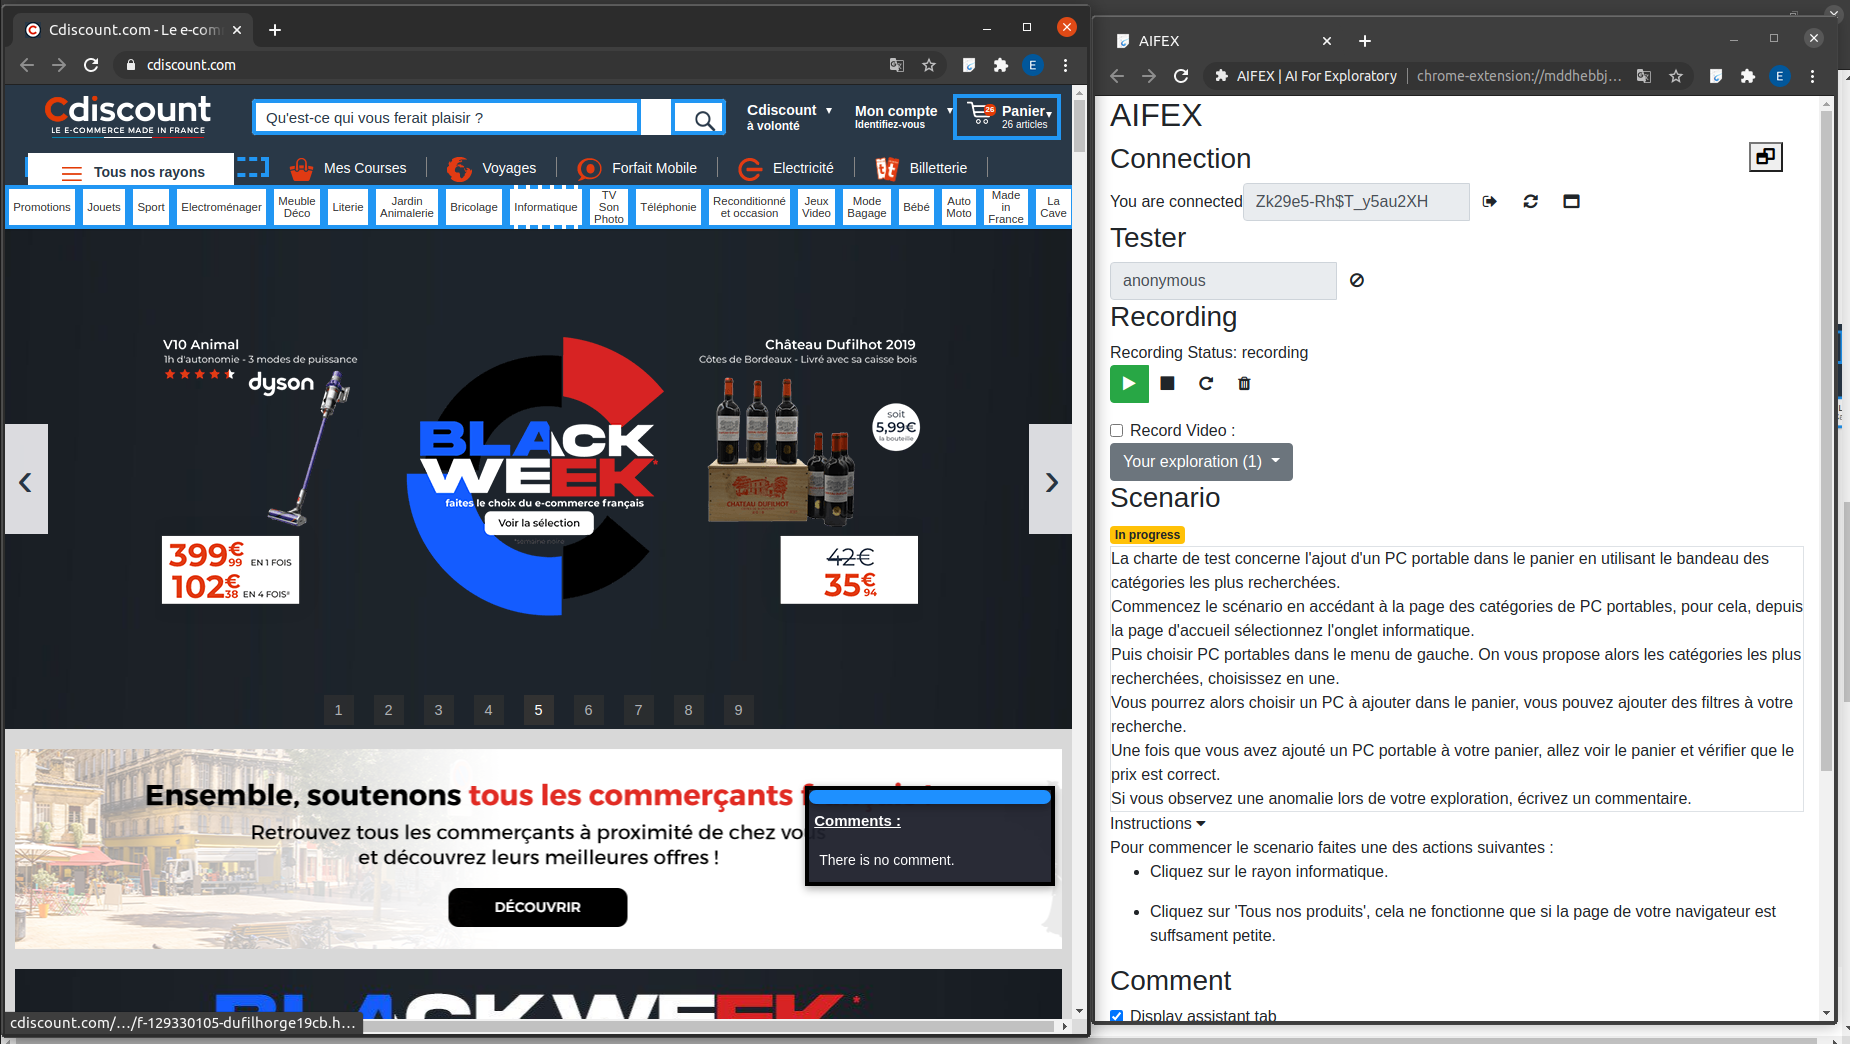 Cdiscount.com - Le e-com
cdiscount.com
E
Cdiscount
LE E-COMMERCE MADE IN FRANCE
Qu'est-ce qui vous ferait plaisir ?
Cdiscount
à volonté
Mon compte
Identifiez-vous
26
Panier
26 articles
Tous nos rayons
Mes Courses
Voyages
Forfait Mobile
Electricité
Billetterie
Promotions
Jouets
Sport
Electroménager
Meuble
Déco
Literie
Jardin
Animalerie
Bricolage
Informatique
TV
Son
Photo
Téléphonie
Reconditionné
et occasion
Jeux
Video
Mode
Bagage
Bébé
Auto
Moto
Made
in
France
La
Cave
V10 Animal
1h d'autonomie - 3 modes de puissance
dyson
399€99 EN 1 FOIS
102€38 EN 4 FOIS*
BLACK
WEEK*
faites le choix du e-commerce français
Voir la sélection
*semaine noire
Château Dufilhot 2019
Côtes de Bordeaux - Livré avec sa caisse bois
soit
5,99€
la bouteille
CHATEAU DUFILHOT
42€
35€94
1 2 3 4 5 6 7 8 9
Ensemble, soutenons tous les commerçants
Retrouvez tous les commerçants à proximité de chez vous
et découvrez leurs meilleures offres !
DÉCOUVRIR
Comments :
There is no comment.
BLACK WEEK*
cdiscount.com/…/f-129330105-dufilhorge19cb.h…
AIFEX
AIFEX | AI For Exploratory
chrome-extension://mddhebbj…
E
AIFEX
Connection
You are connected
Zk29e5-Rh$T_y5au2XH
Tester
anonymous
Recording
Recording Status: recording
Record Video :
Your exploration (1)
Scenario
In progress
La charte de test concerne l'ajout d'un PC portable dans le panier en utilisant le bandeau des
catégories les plus recherchées.
Commencez le scénario en accédant à la page des catégories de PC portables, pour cela, depuis
la page d'accueil sélectionnez l'onglet informatique.
Puis choisir PC portables dans le menu de gauche. On vous propose alors les catégories les plus
recherchées, choisissez en une.
Vous pourrez alors choisir un PC à ajouter dans le panier, vous pouvez ajouter des filtres à votre
recherche.
Une fois que vous avez ajouté un PC portable à votre panier, allez voir le panier et vérifier que le
prix est correct.
Si vous observez une anomalie lors de votre exploration, écrivez un commentaire.
Instructions
Pour commencer le scenario faites une des actions suivantes :
Cliquez sur le rayon informatique.
Cliquez sur 'Tous nos produits', cela ne fonctionne que si la page de votre navigateur est
suffsament petite.
Comment
Display assistant tab